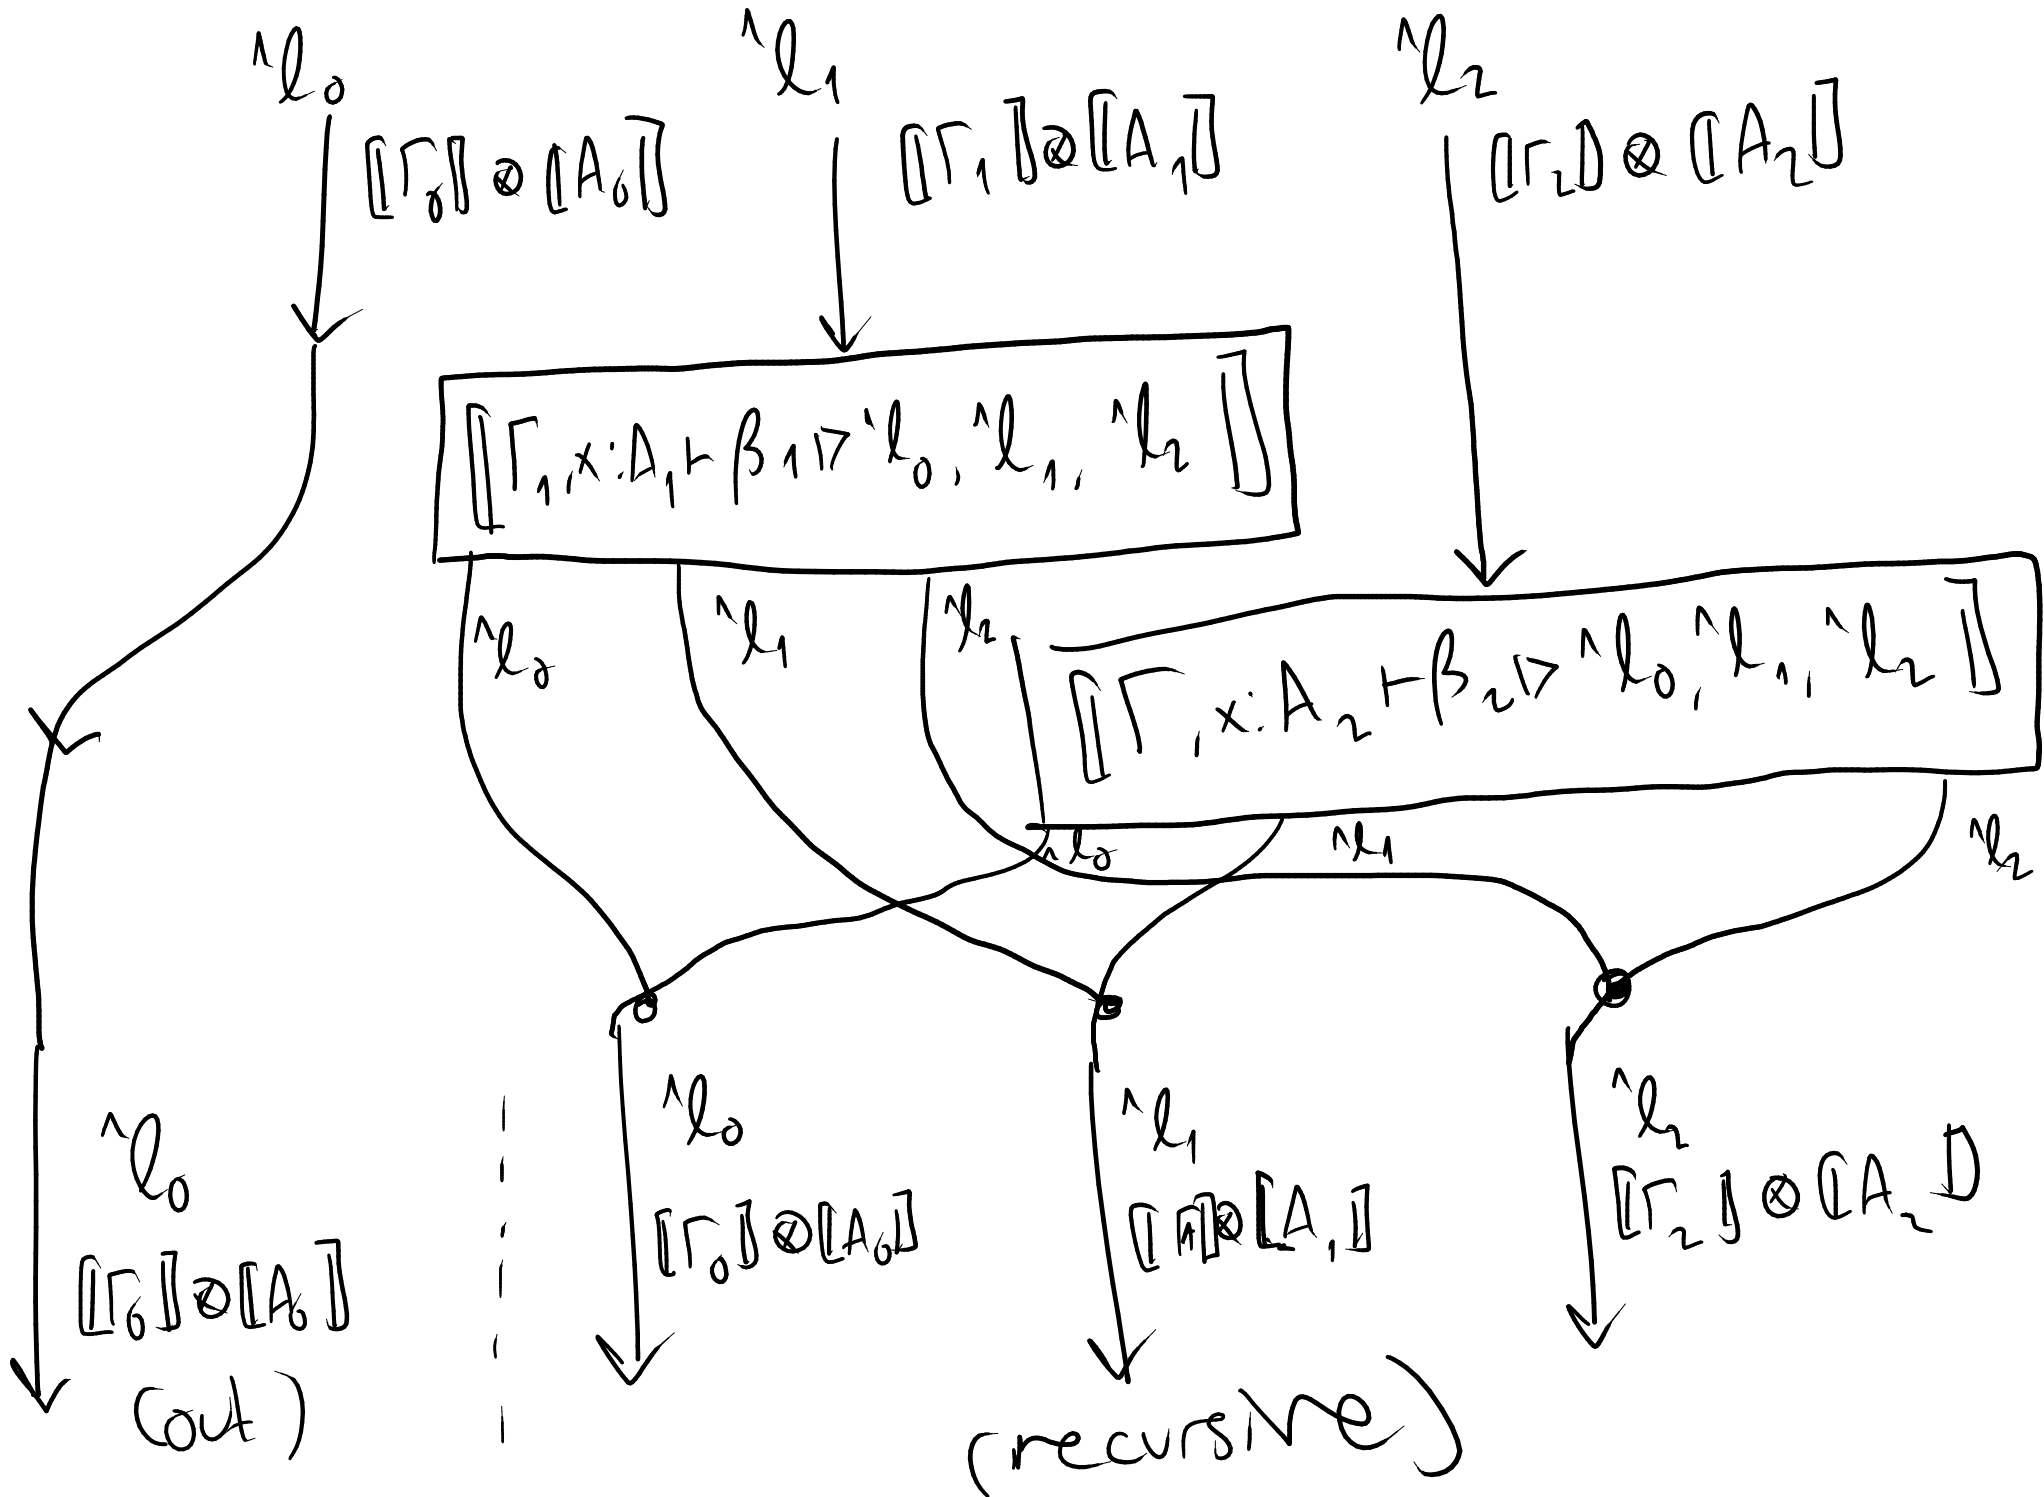 ^ℓ₀ ^ℓ₁ ^ℓ₂
⟦Γ₀⟧⊗⟦A₀⟧ ⟦Γ₁⟧⊗⟦A₁⟧ ⟦Γ₂⟧⊗⟦A₂⟧
⟦Γ₁,x:A₁⊢β₁▷^ℓ₀,^ℓ₁,^ℓ₂⟧
^ℓ₀ ^ℓ₁ ^ℓ₂
⟦Γ,x:A₂⊢β₂▷^ℓ₀,^ℓ₁,^ℓ₂⟧
^ℓ₀ ^ℓ₁ ^ℓ₂
^ℓ₀ ^ℓ₀ ^ℓ₁ ^ℓ₂
⟦Γ₀⟧⊗⟦A₀⟧ ⟦Γ₀⟧⊗⟦A₀⟧ ⟦Γ₁⟧⊗⟦A₁⟧ ⟦Γ₂⟧⊗⟦A₂⟧
(out) (recursive)